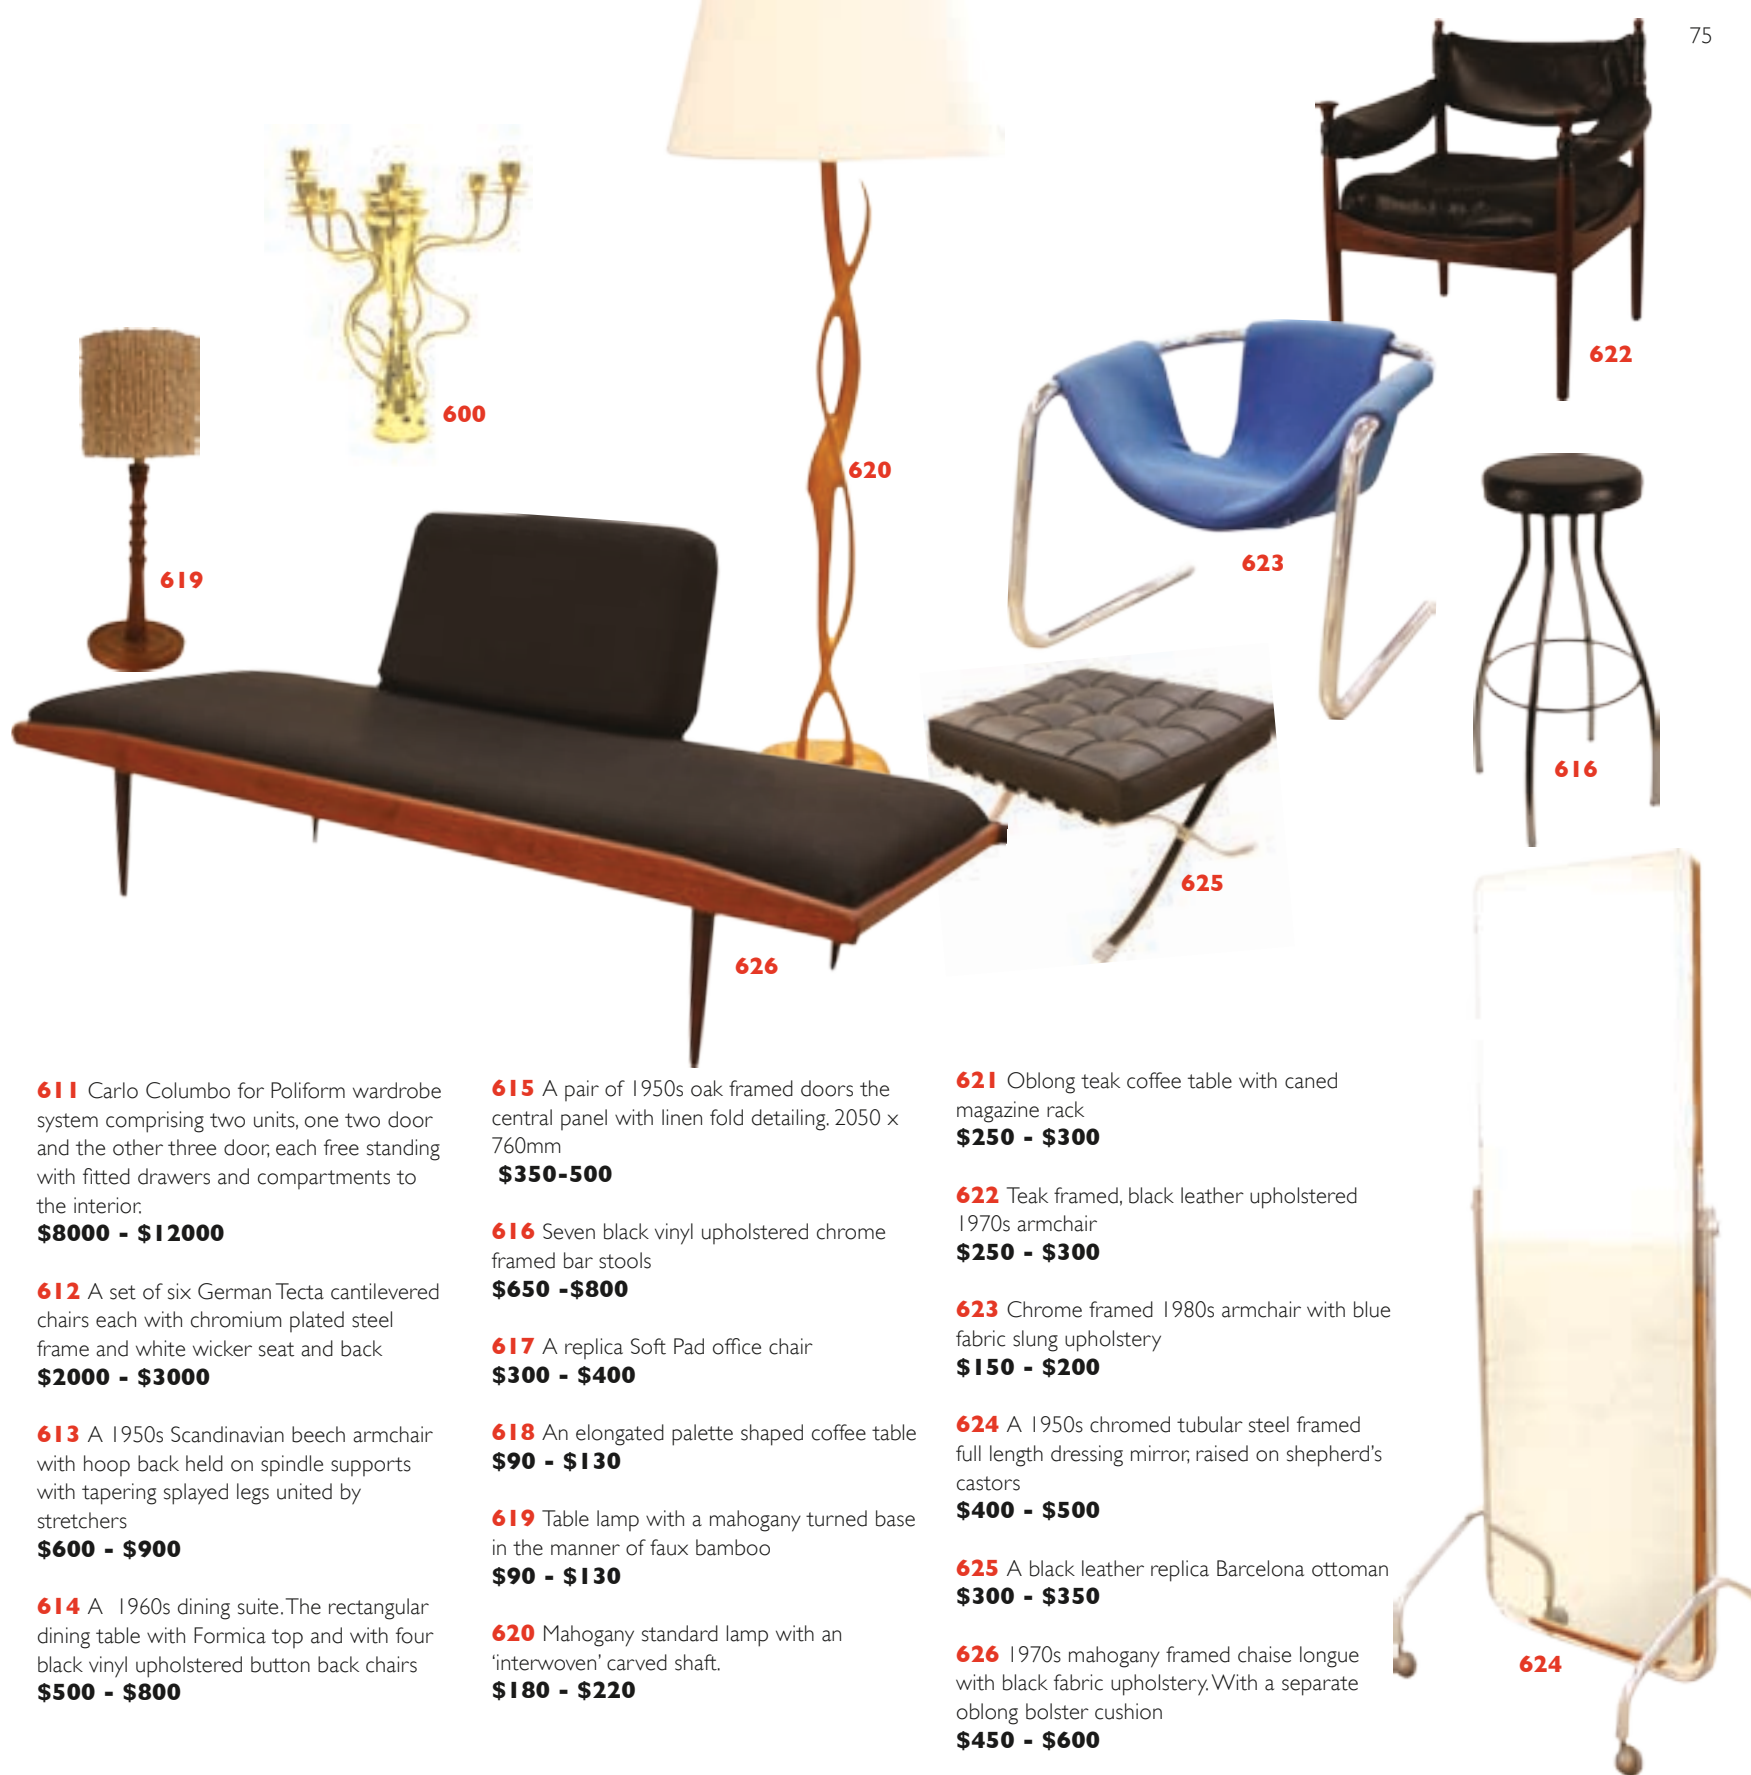 75
600
622
620
623
619
616
625
626
611 Carlo Columbo for Poliform wardrobe
system comprising two units, one two door
and the other three door, each free standing
with fitted drawers and compartments to
the interior.
$8000 - $12000
612 A set of six German Tecta cantilevered
chairs each with chromium plated steel
frame and white wicker seat and back
$2000 - $3000
613 A 1950s Scandinavian beech armchair
with hoop back held on spindle supports
with tapering splayed legs united by
stretchers
$600 - $900
614 A 1960s dining suite. The rectangular
dining table with Formica top and with four
black vinyl upholstered button back chairs
$500 - $800
615 A pair of 1950s oak framed doors the
central panel with linen fold detailing. 2050 x
760mm
$350-500
616 Seven black vinyl upholstered chrome
framed bar stools
$650 -$800
617 A replica Soft Pad office chair
$300 - $400
618 An elongated palette shaped coffee table
$90 - $130
619 Table lamp with a mahogany turned base
in the manner of faux bamboo
$90 - $130
620 Mahogany standard lamp with an
‘interwoven’ carved shaft.
$180 - $220
621 Oblong teak coffee table with caned
magazine rack
$250 - $300
622 Teak framed, black leather upholstered
1970s armchair
$250 - $300
623 Chrome framed 1980s armchair with blue
fabric slung upholstery
$150 - $200
624 A 1950s chromed tubular steel framed
full length dressing mirror, raised on shepherd’s
castors
$400 - $500
625 A black leather replica Barcelona ottoman
$300 - $350
626 1970s mahogany framed chaise longue
with black fabric upholstery. With a separate
oblong bolster cushion
$450 - $600
624